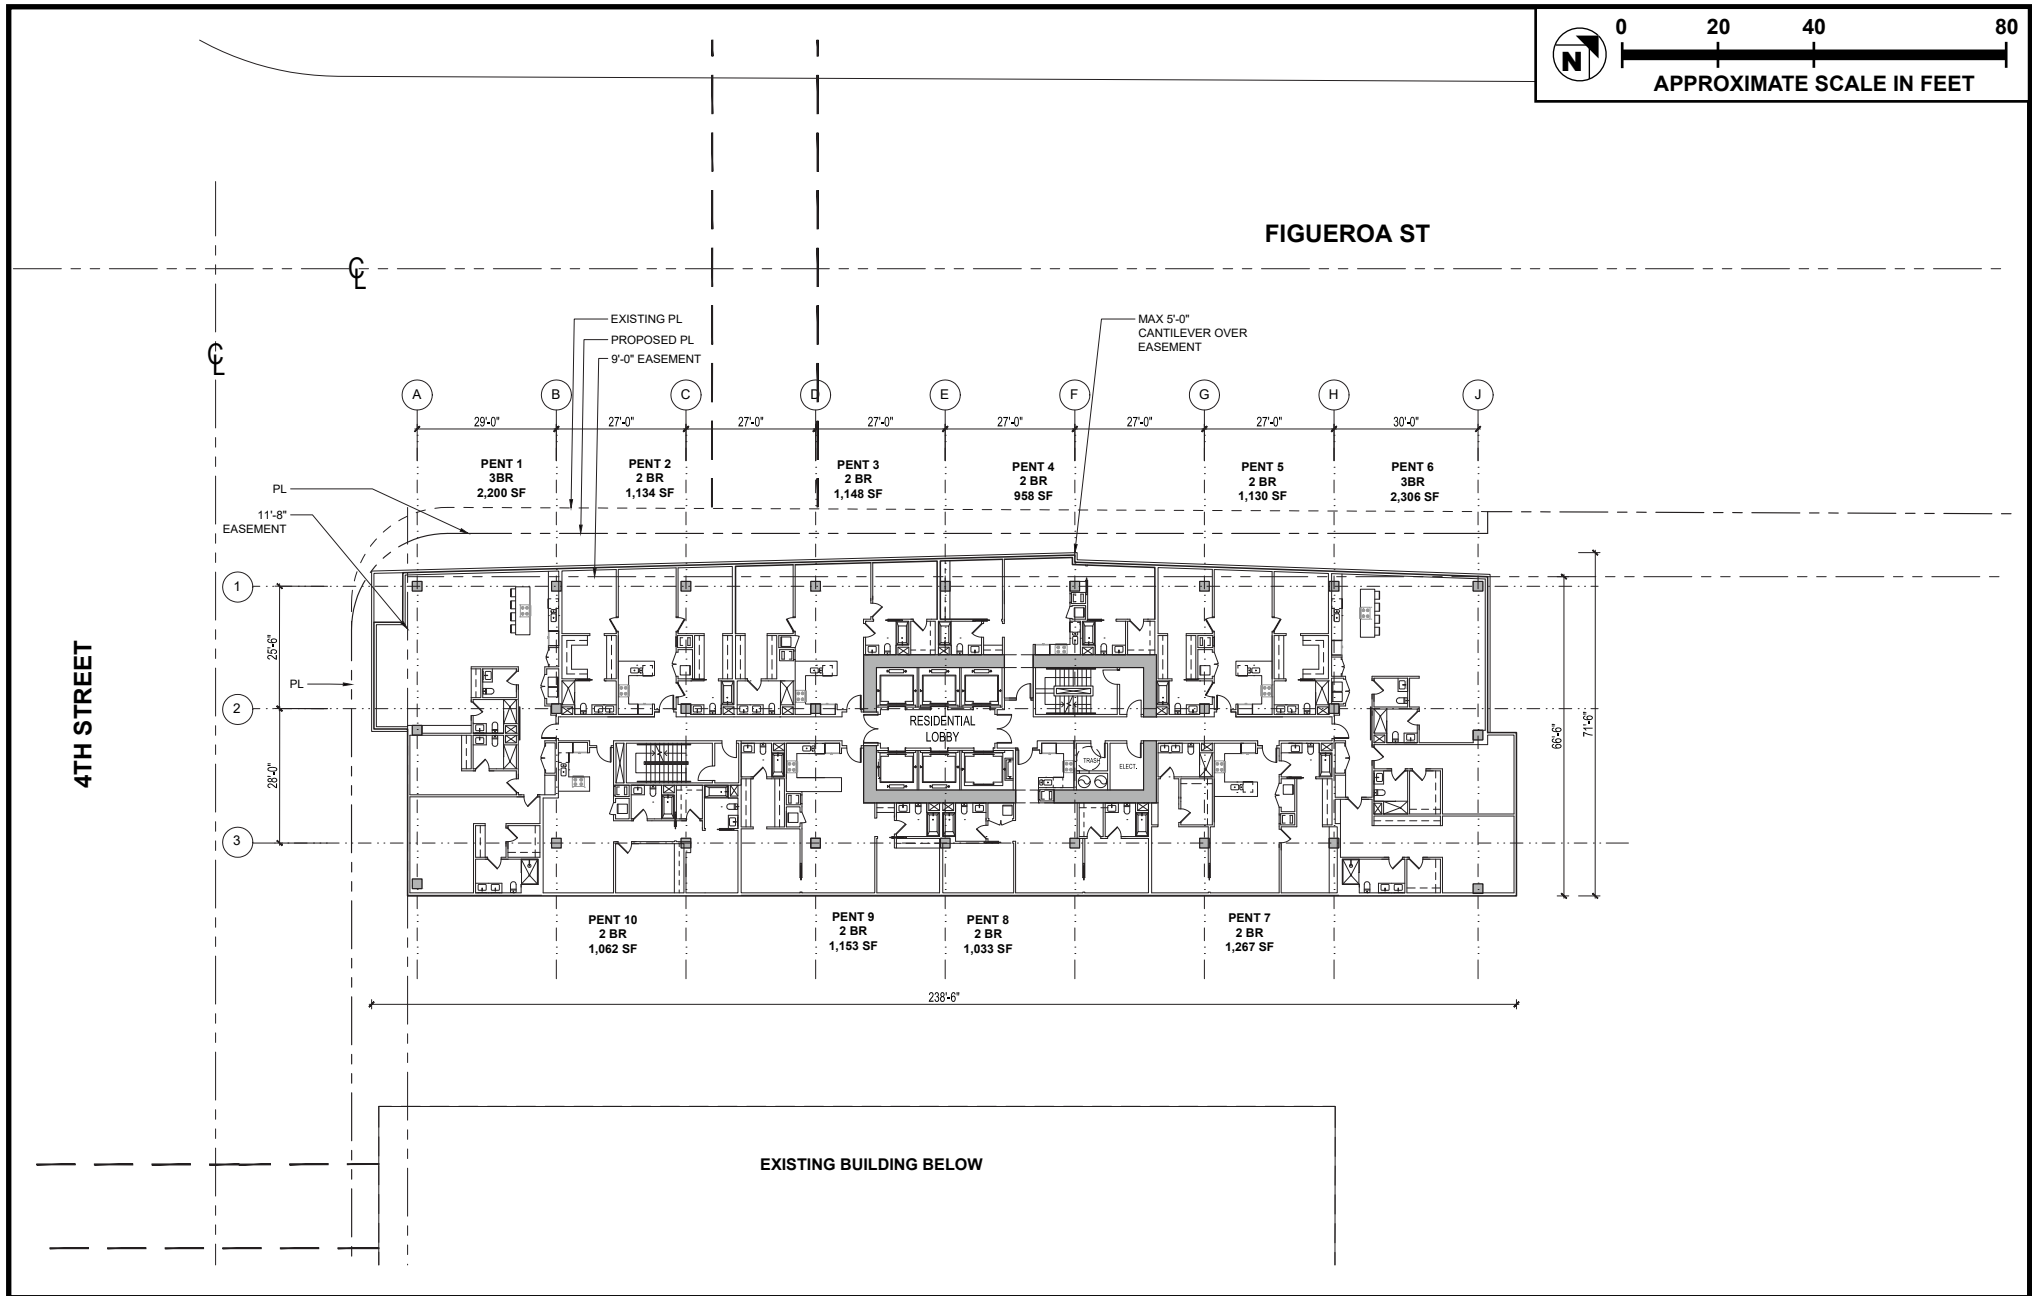 0 20 40 80
N
APPROXIMATE SCALE IN FEET
FIGUEROA ST
CL
CL
EXISTING PL
PROPOSED PL
9'-0" EASEMENT
MAX 5'-0"
CANTILEVER OVER
EASEMENT
A B C D E F G H J
29'-0" 27'-0" 27'-0" 27'-0" 27'-0" 27'-0" 27'-0" 30'-0"
PENT 1
3BR
2,200 SF
PENT 2
2 BR
1,134 SF
PENT 3
2 BR
1,148 SF
PENT 4
2 BR
958 SF
PENT 5
2 BR
1,130 SF
PENT 6
3BR
2,306 SF
PL
11'-8"
EASEMENT
1
25'-6"
4TH STREET
PL
2
28'-0"
3
RESIDENTIAL
LOBBY
TRASH
ELECT.
66'-6"
71'-6"
PENT 10
2 BR
1,062 SF
PENT 9
2 BR
1,153 SF
PENT 8
2 BR
1,033 SF
PENT 7
2 BR
1,267 SF
238'-6"
EXISTING BUILDING BELOW